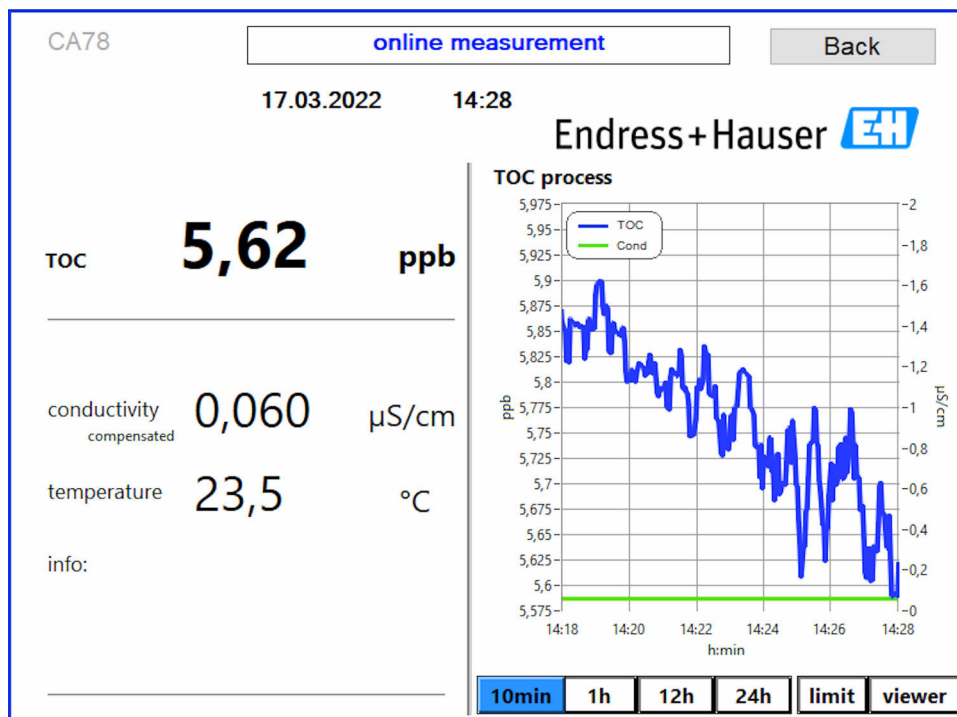 CA78
online measurement
Back
17.03.2022 14:28
Endress+Hauser EH
TOC 5,62 ppb
conductivity compensated 0,060 µS/cm
temperature 23,5 °C
info:
TOC process
TOC
Cond
5,975
5,95
5,925
5,9
5,875
5,85
5,825
5,8
5,775
5,75
5,725
5,7
5,675
5,65
5,625
5,6
5,575
ppb
2
1,8
1,6
1,4
1,2
1
0,8
0,6
0,4
0,2
0
µS/cm
14:18 14:20 14:22 14:24 14:26 14:28
h:min
10min 1h 12h 24h limit viewer